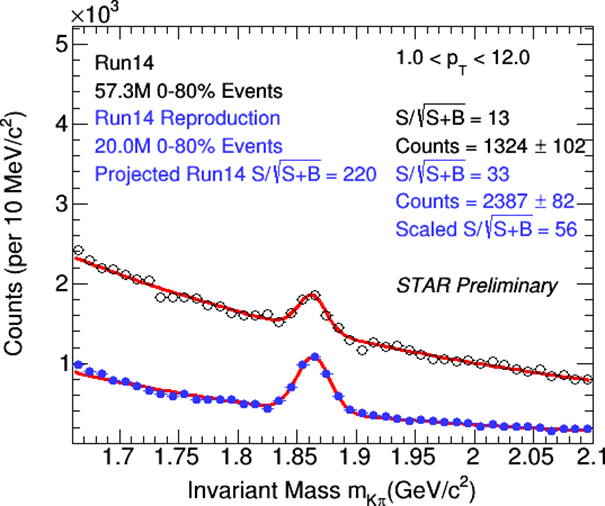 ×10³
5
4
3
2
1
Counts (per 10 MeV/c²)
Run14
57.3M 0-80% Events
Run14 Reproduction
20.0M 0-80% Events
Projected Run14 S/√S+B = 220
1.0 < p_T < 12.0
S/√S+B = 13
Counts = 1324 ± 102
S/√S+B = 33
Counts = 2387 ± 82
Scaled S/√S+B = 56
STAR Preliminary
1.7 1.75 1.8 1.85 1.9 1.95 2 2.05 2.1
Invariant Mass m_Kπ(GeV/c²)